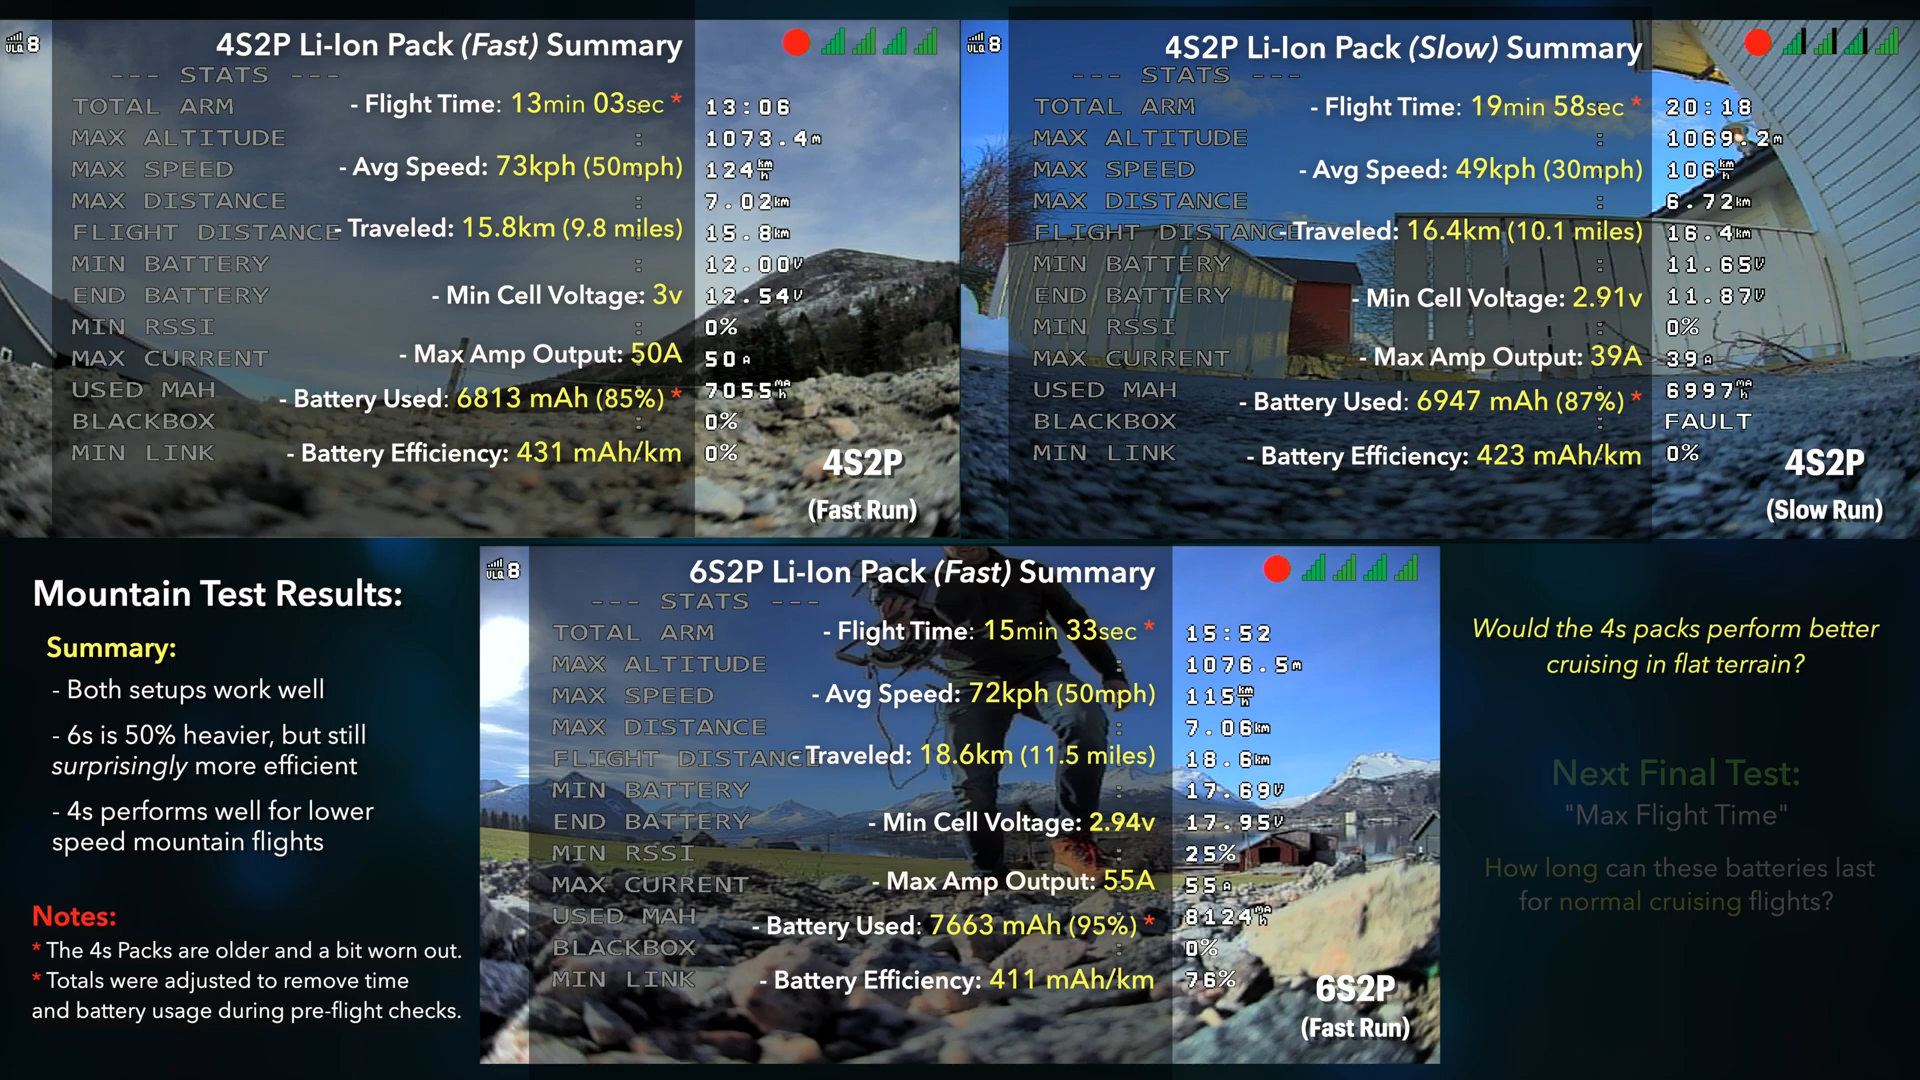 VLQ 8
4S2P Li-Ion Pack (Fast) Summary
--- STATS ---
TOTAL ARM - Flight Time: 13min 03sec * 13:06
MAX ALTITUDE : 1073.4m
MAX SPEED - Avg Speed: 73kph (50mph) 124km/h
MAX DISTANCE : 7.02km
FLIGHT DISTANCE - Traveled: 15.8km (9.8 miles) 15.8km
MIN BATTERY : 12.00V
END BATTERY - Min Cell Voltage: 3v 12.54V
MIN RSSI : 0%
MAX CURRENT - Max Amp Output: 50A 50A
USED MAH - Battery Used: 6813 mAh (85%) * 7055MAh
BLACKBOX : 0%
MIN LINK - Battery Efficiency: 431 mAh/km 0%
4S2P
(Fast Run)
VLQ 8
4S2P Li-Ion Pack (Slow) Summary
--- STATS ---
TOTAL ARM - Flight Time: 19min 58sec * 20:18
MAX ALTITUDE : 1069.2m
MAX SPEED - Avg Speed: 49kph (30mph) 106km/h
MAX DISTANCE : 6.72km
FLIGHT DISTANCE - Traveled: 16.4km (10.1 miles) 16.4km
MIN BATTERY : 11.65V
END BATTERY - Min Cell Voltage: 2.91v 11.87V
MIN RSSI : 0%
MAX CURRENT - Max Amp Output: 39A 39A
USED MAH - Battery Used: 6947 mAh (87%) * 6997MAh
BLACKBOX : FAULT
MIN LINK - Battery Efficiency: 423 mAh/km 0%
4S2P
(Slow Run)
Mountain Test Results:
Summary:
- Both setups work well
- 6s is 50% heavier, but still
surprisingly more efficient
- 4s performs well for lower
speed mountain flights
Notes:
* The 4s Packs are older and a bit worn out.
* Totals were adjusted to remove time
and battery usage during pre-flight checks.
VLQ 8
6S2P Li-Ion Pack (Fast) Summary
--- STATS ---
TOTAL ARM - Flight Time: 15min 33sec * 15:52
MAX ALTITUDE : 1076.5m
MAX SPEED - Avg Speed: 72kph (50mph) 115km/h
MAX DISTANCE : 7.06km
FLIGHT DISTANCE - Traveled: 18.6km (11.5 miles) 18.6km
MIN BATTERY : 17.69V
END BATTERY - Min Cell Voltage: 2.94v 17.95V
MIN RSSI : 25%
MAX CURRENT - Max Amp Output: 55A 55A
USED MAH - Battery Used: 7663 mAh (95%) * 8124MAh
BLACKBOX : 0%
MIN LINK - Battery Efficiency: 411 mAh/km 76%
6S2P
(Fast Run)
Would the 4s packs perform better
cruising in flat terrain?
Next Final Test:
"Max Flight Time"
How long can these batteries last
for normal cruising flights?